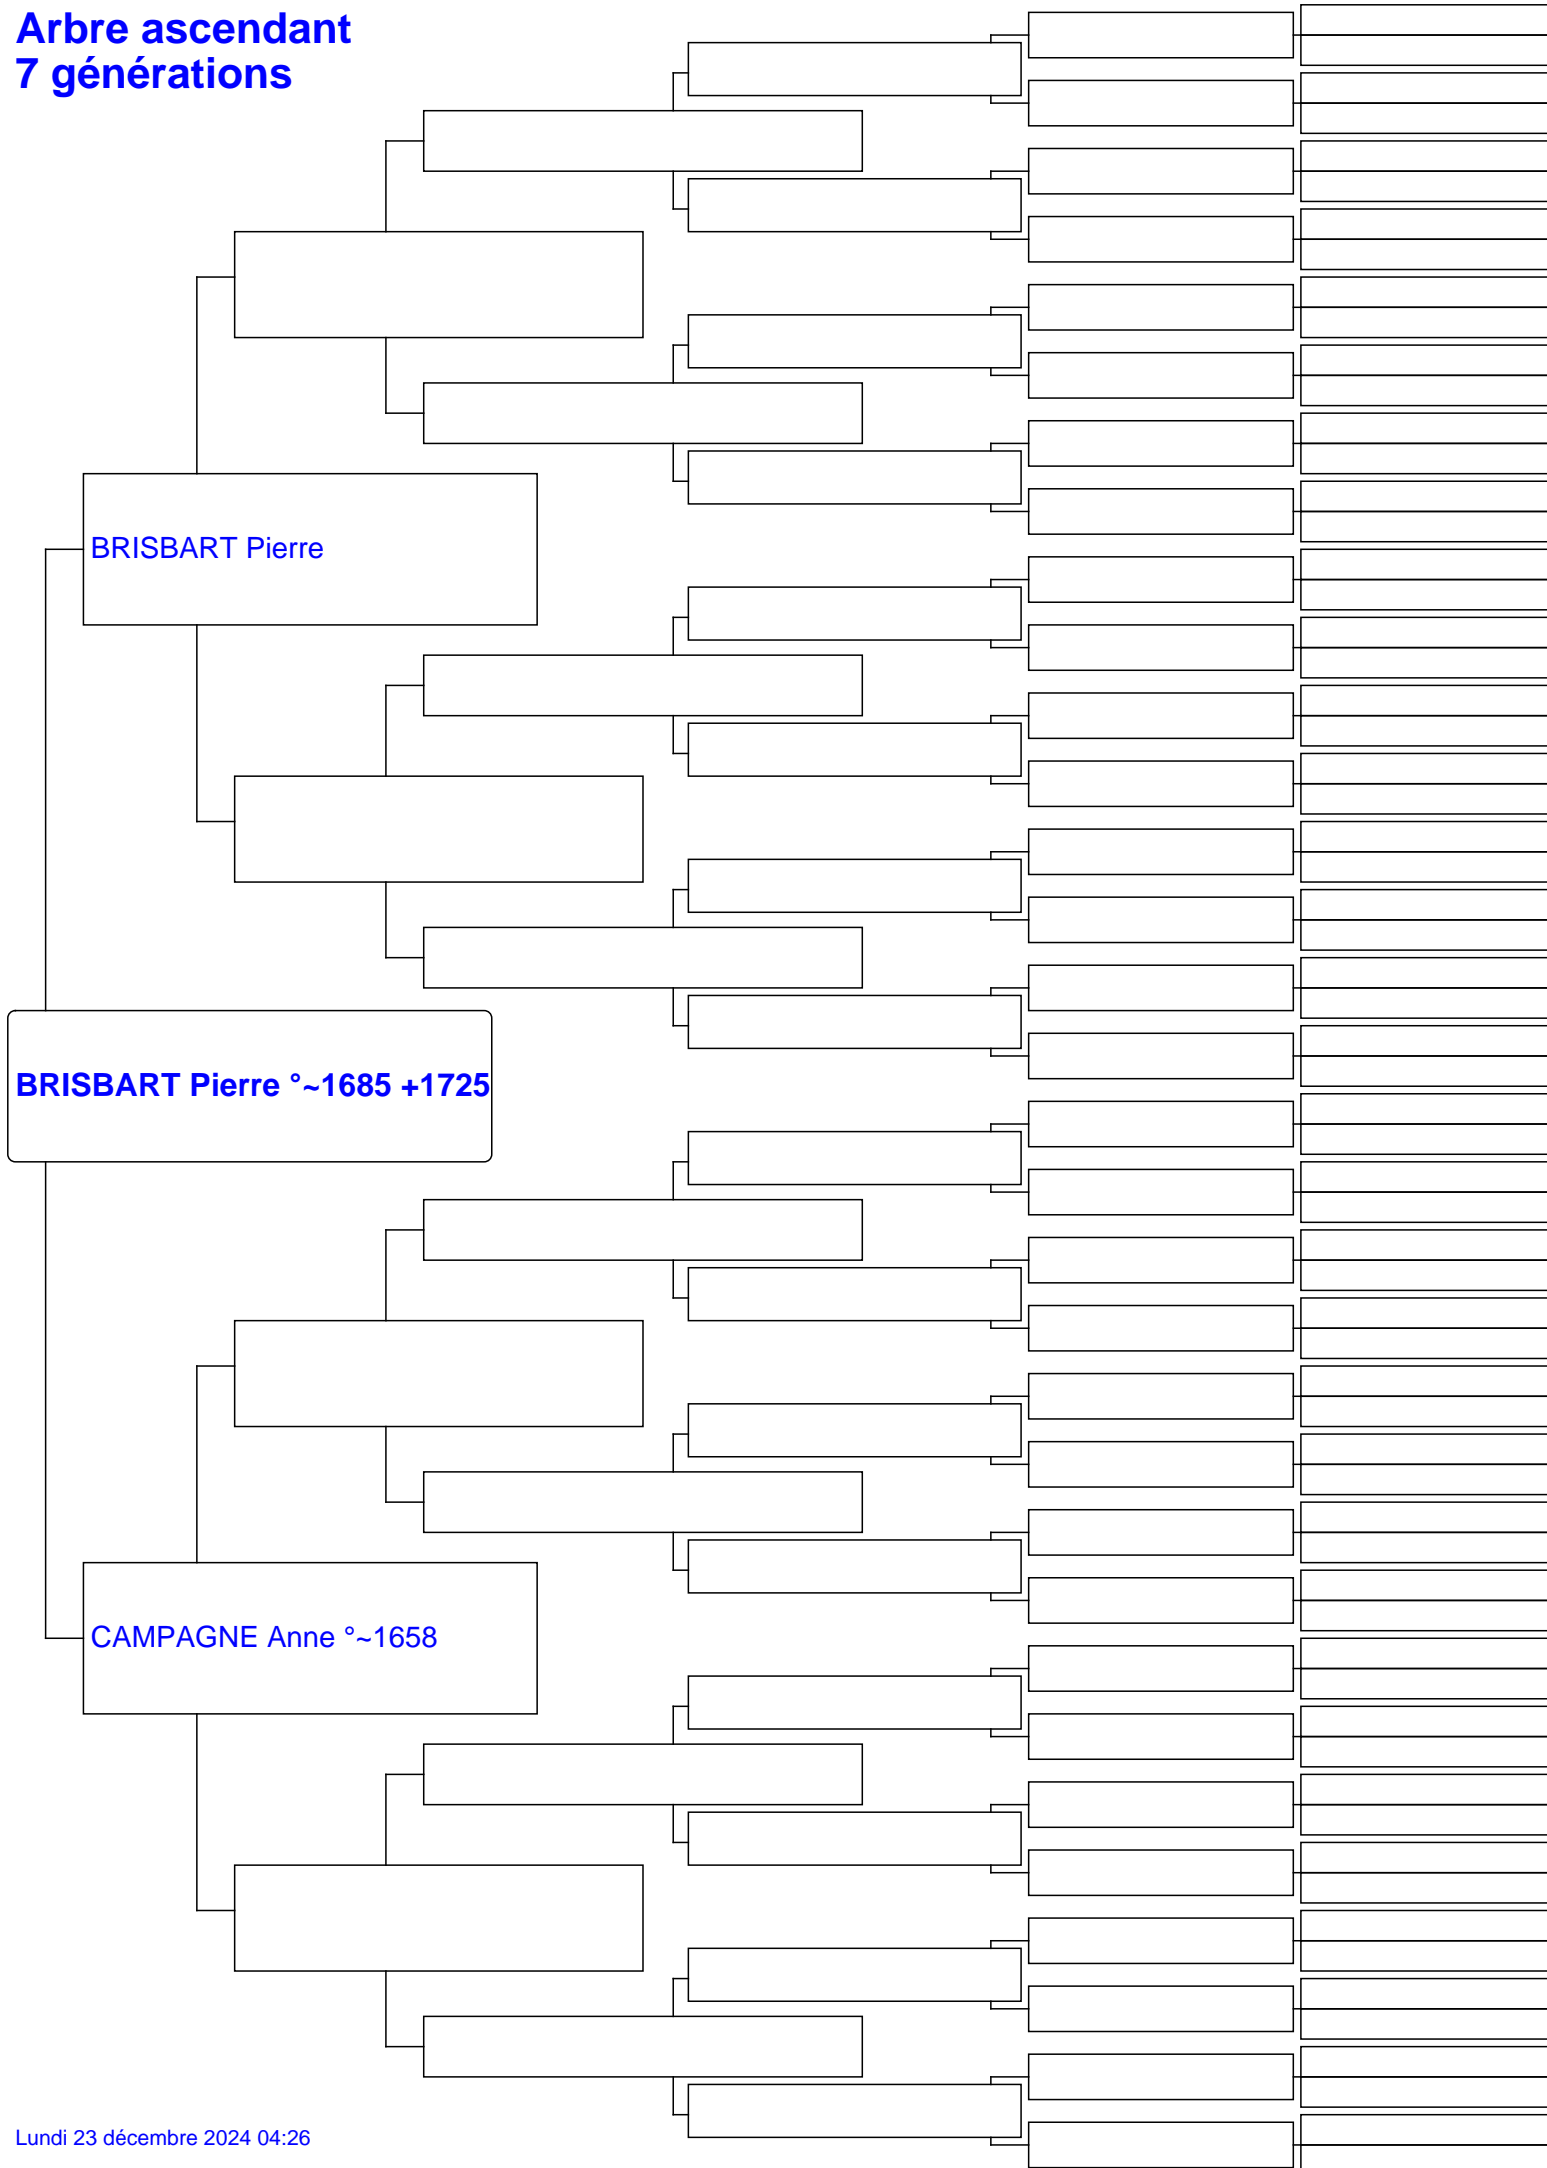 Arbre ascendant
7 générations
BRISBART Pierre
BRISBART Pierre °~1685 +1725
CAMPAGNE Anne °~1658
Lundi 23 décembre 2024 04:26